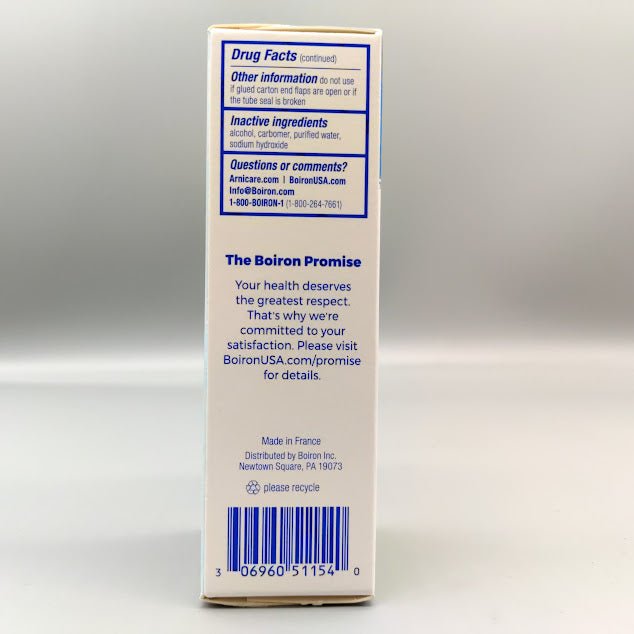 Drug Facts (continued)
Other information do not use
if glued carton end flaps are open or if
the tube seal is broken
Inactive ingredients
alcohol, carbomer, purified water,
sodium hydroxide
Questions or comments?
Arnicare.com | BoironUSA.com
Info@Boiron.com
1-800-BOIRON-1 (1-800-264-7661)
The Boiron Promise
Your health deserves
the greatest respect.
That's why we're
committed to your
satisfaction. Please visit
BoironUSA.com/promise
for details.
Made in France
Distributed by Boiron Inc.
Newtown Square, PA 19073
please recycle
3 06960 51154 0